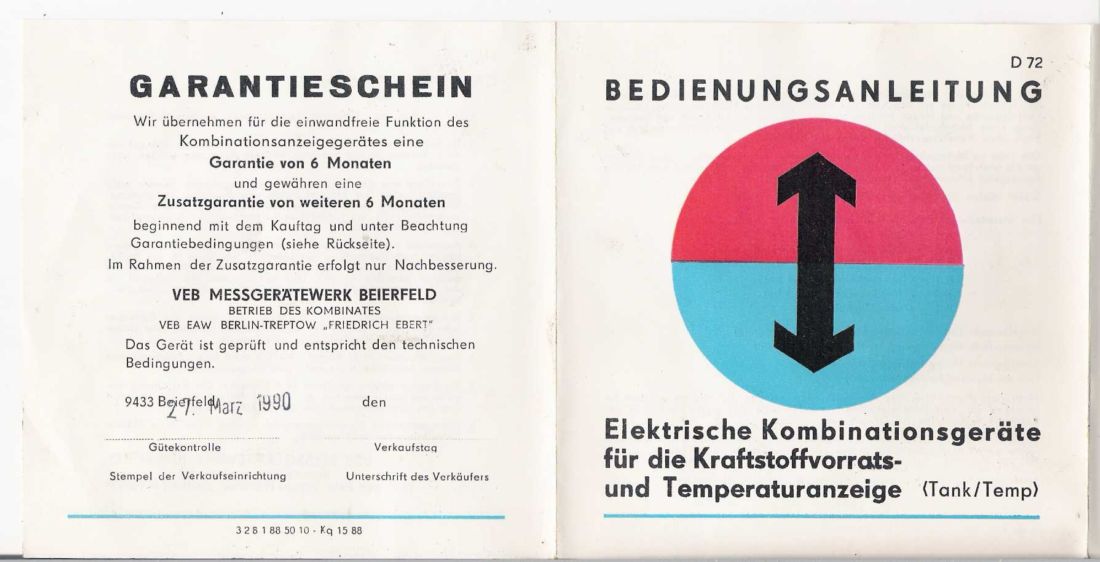 GARANTIESCHEIN
Wir übernehmen für die einwandfreie Funktion des
Kombinationsanzeigegerätes eine
Garantie von 6 Monaten
und gewähren eine
Zusatzgarantie von weiteren 6 Monaten
beginnend mit dem Kauftag und unter Beachtung
Garantiebedingungen (siehe Rückseite).
Im Rahmen der Zusatzgarantie erfolgt nur Nachbesserung.
VEB MESSGERÄTEWERK BEIERFELD
BETRIEB DES KOMBINATES
VEB EAW BERLIN-TREPTOW „FRIEDRICH EBERT"
Das Gerät ist geprüft und entspricht den technischen
Bedingungen.
9433 Beierfeld, den
27. März 1990
Gütekontrolle Verkaufstag
Stempel der Verkaufseinrichtung Unterschrift des Verkäufers
3 2 8 1 88 50 10 - Kq 15 88
D 72
BEDIENUNGSANLEITUNG
Elektrische Kombinationsgeräte
für die Kraftstoffvorrats-
und Temperaturanzeige (Tank/Temp)